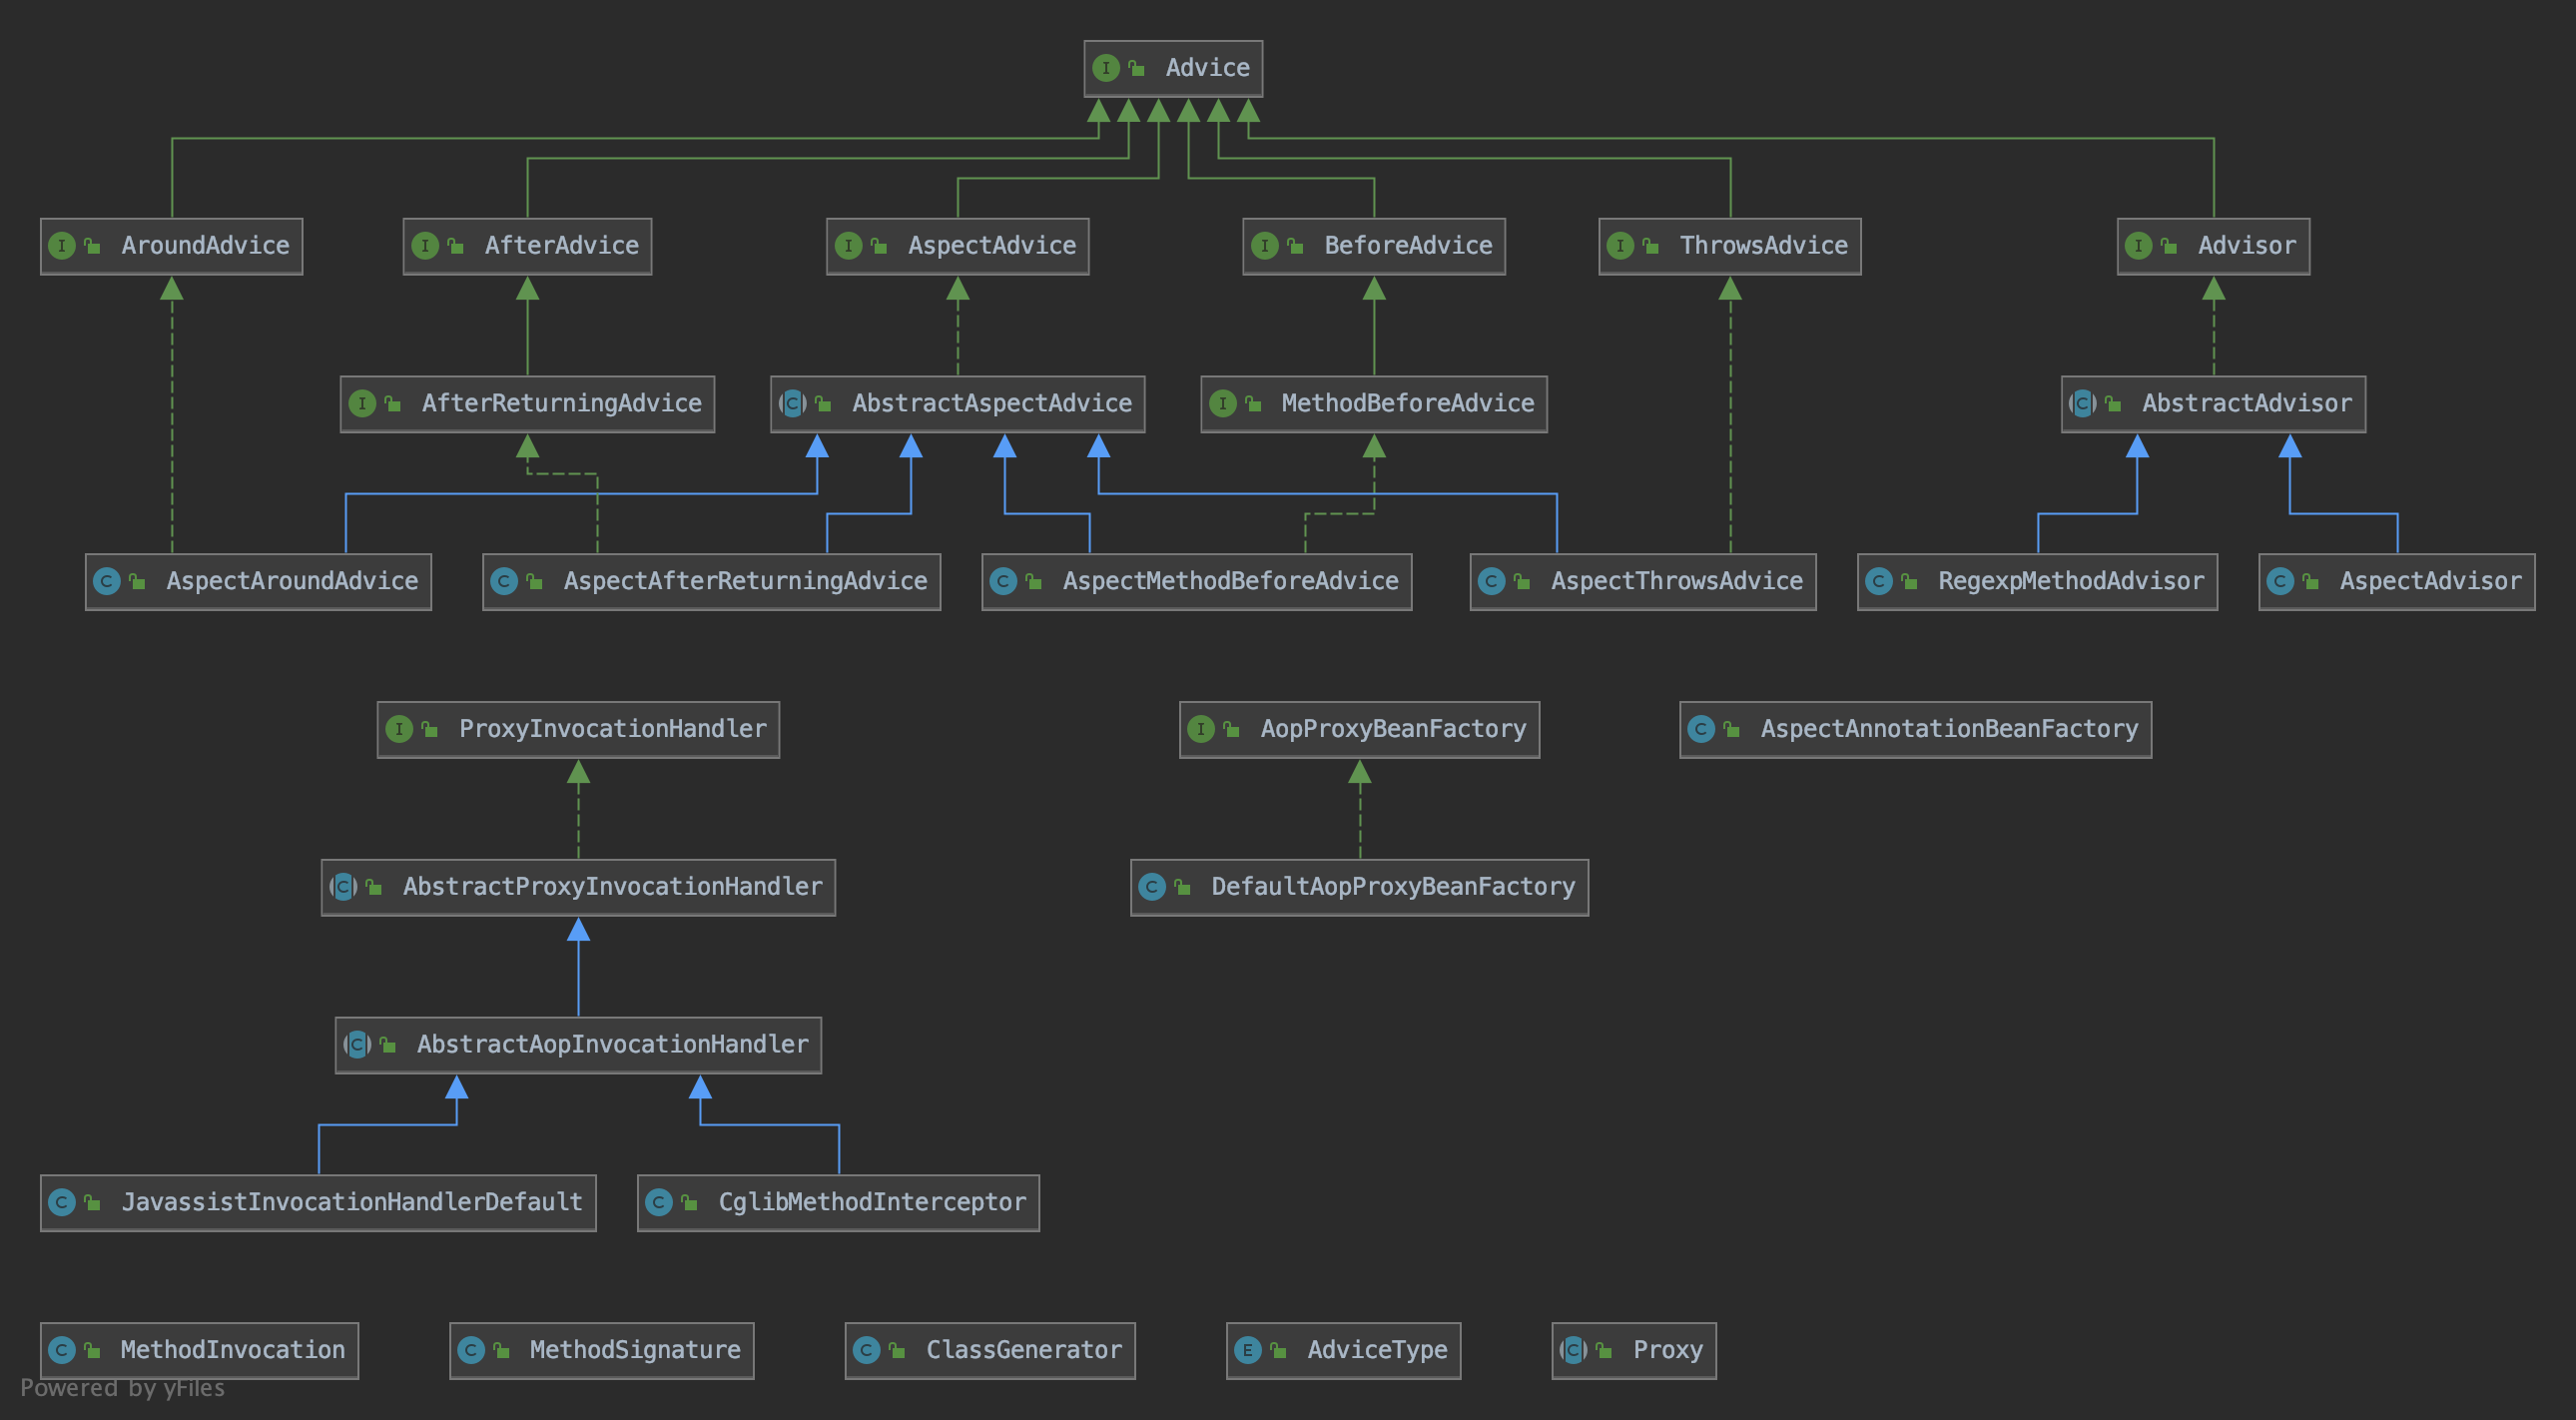 Advice
AroundAdvice
AfterAdvice
AspectAdvice
BeforeAdvice
ThrowsAdvice
Advisor
AfterReturningAdvice
AbstractAspectAdvice
MethodBeforeAdvice
AbstractAdvisor
AspectAroundAdvice
AspectAfterReturningAdvice
AspectMethodBeforeAdvice
AspectThrowsAdvice
RegexpMethodAdvisor
AspectAdvisor
ProxyInvocationHandler
AopProxyBeanFactory
AspectAnnotationBeanFactory
AbstractProxyInvocationHandler
DefaultAopProxyBeanFactory
AbstractAopInvocationHandler
JavassistInvocationHandlerDefault
CglibMethodInterceptor
MethodInvocation
MethodSignature
ClassGenerator
AdviceType
Proxy
Powered by yFiles